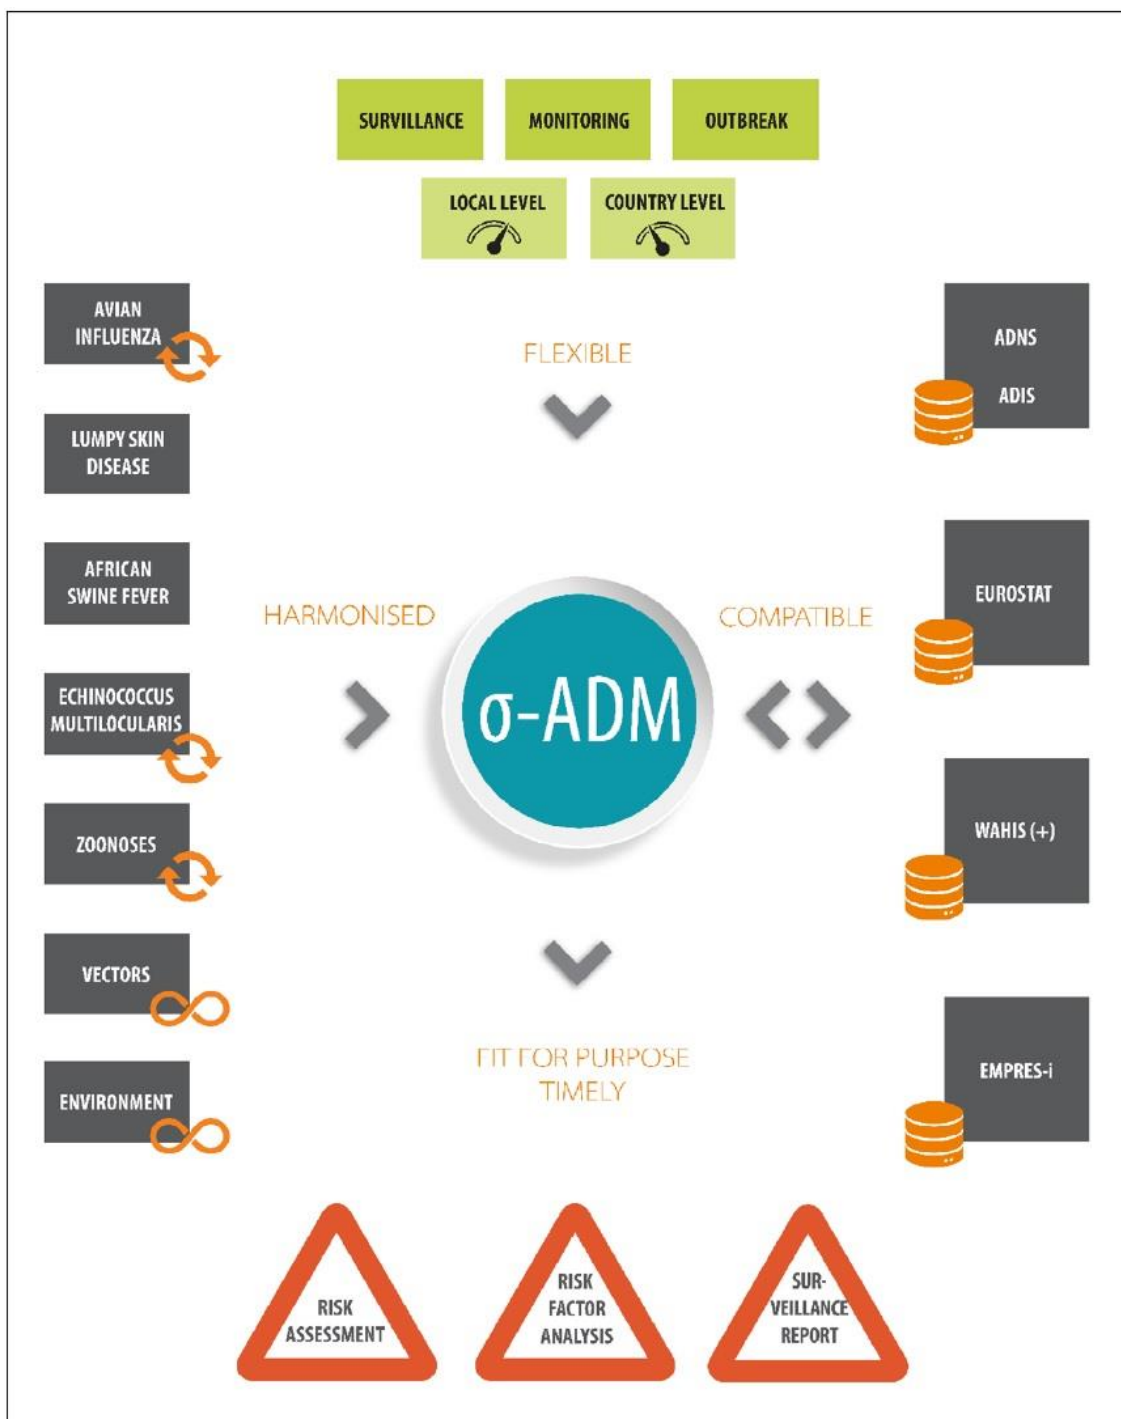 SURVILLANCE
MONITORING
OUTBREAK
LOCAL LEVEL
COUNTRY LEVEL
AVIAN
INFLUENZA
LUMPY SKIN
DISEASE
AFRICAN
SWINE FEVER
ECHINOCOCCUS
MULTILOCULARIS
ZOONOSES
VECTORS
ENVIRONMENT
FLEXIBLE
HARMONISED
σ-ADM
COMPATIBLE
FIT FOR PURPOSE
TIMELY
ADNS
ADIS
EUROSTAT
WAHIS (+)
EMPRES-i
RISK
ASSESSMENT
RISK
FACTOR
ANALYSIS
SUR-
VEILLANCE
REPORT